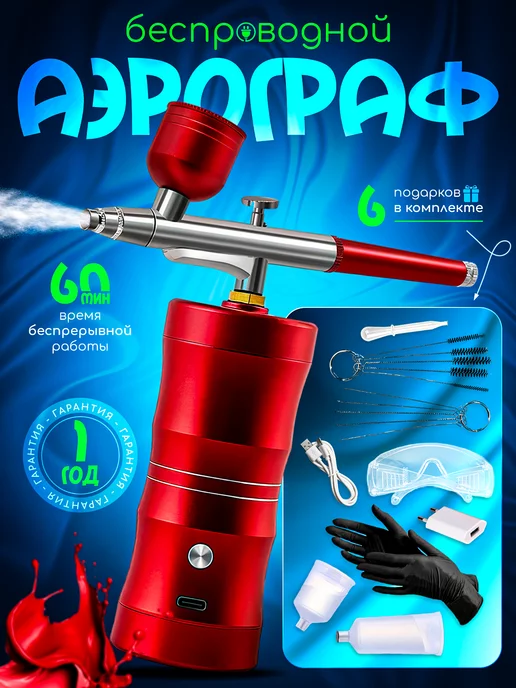 беспроводной
АЭРОГРАФ
6 подарков
в комплекте
60 МИН
время
беспрерывной
работы
ГАРАНТИЯ - ГАРАНТИЯ - ГАРАНТИЯ - ГАРАНТИЯ -
1
ГОД